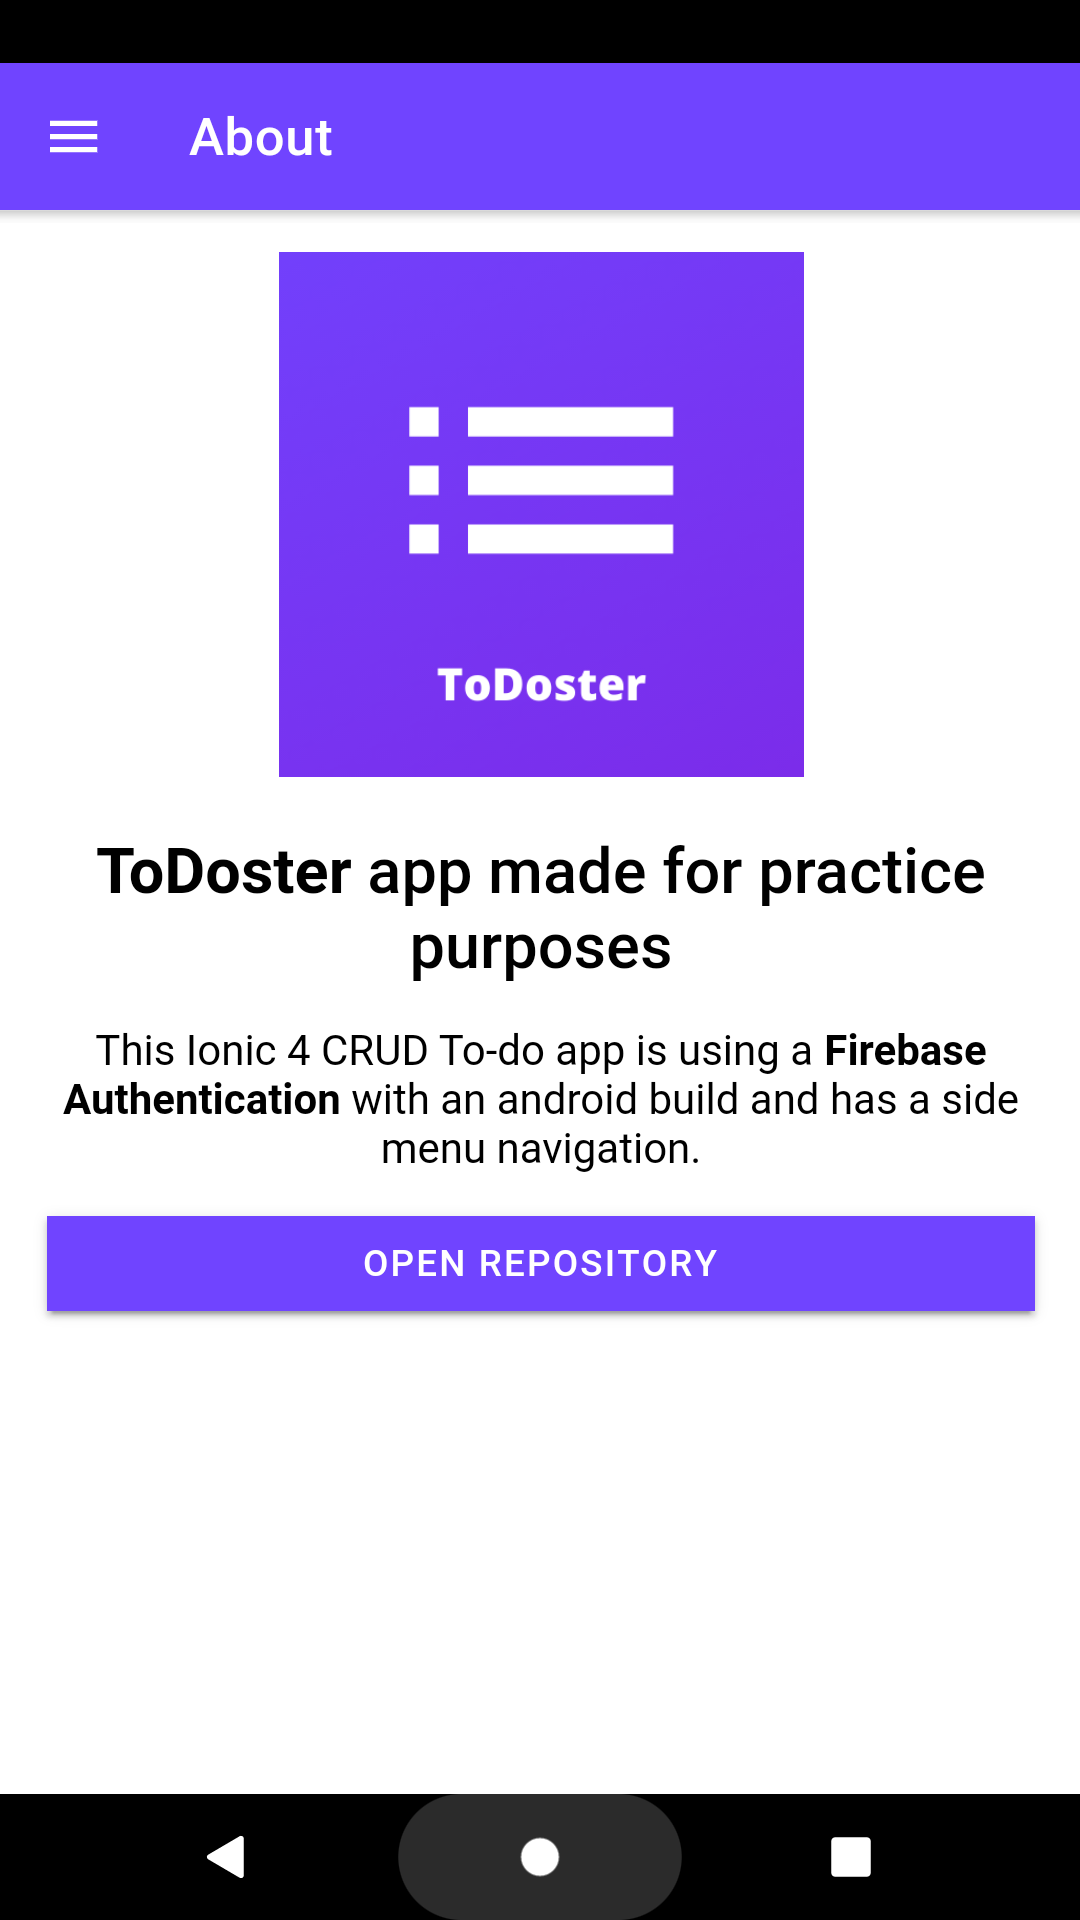 About
ToDoster
ToDoster app made for practice
purposes
This Ionic 4 CRUD To-do app is using a Firebase
Authentication with an android build and has a side
menu navigation.
OPEN REPOSITORY